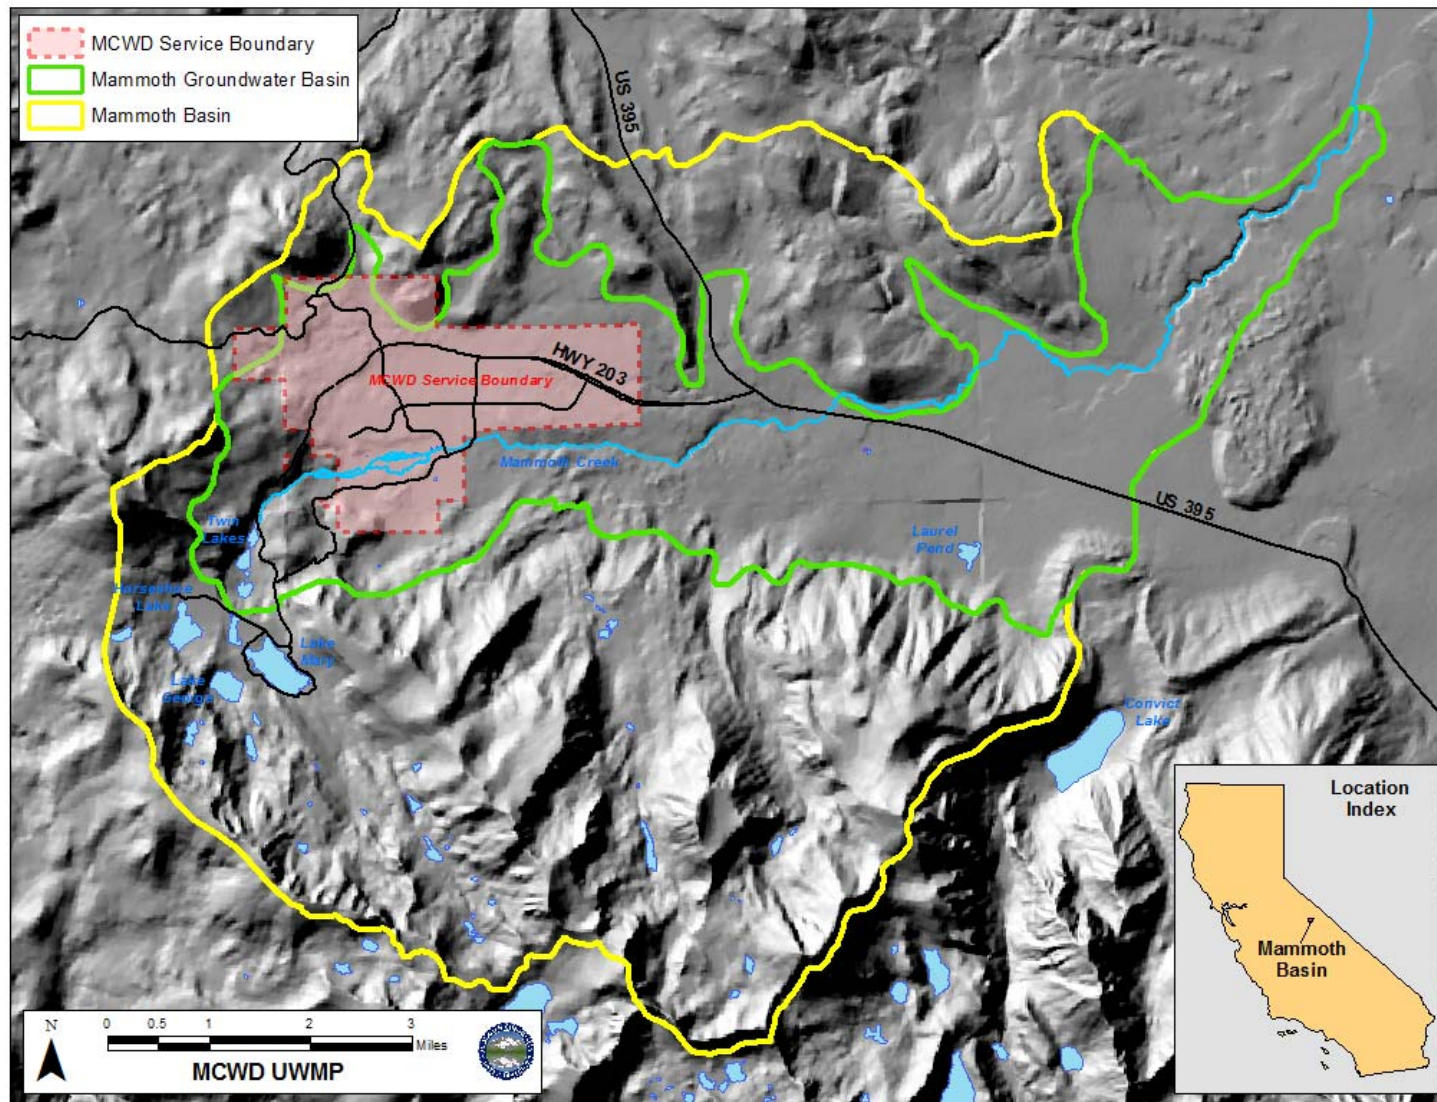 MCWD Service Boundary
Mammoth Groundwater Basin
Mammoth Basin
US 395
HWY 203
MCWD Service Boundary
Mammoth Creek
US 395
Twin
Lakes
Laurel
Pond
Horseshoe
Lake
Lake
Mary
Lake
George
Convict
Lake
Location
Index
Mammoth
Basin
N
0 0.5 1 2 3
Miles
MCWD UWMP